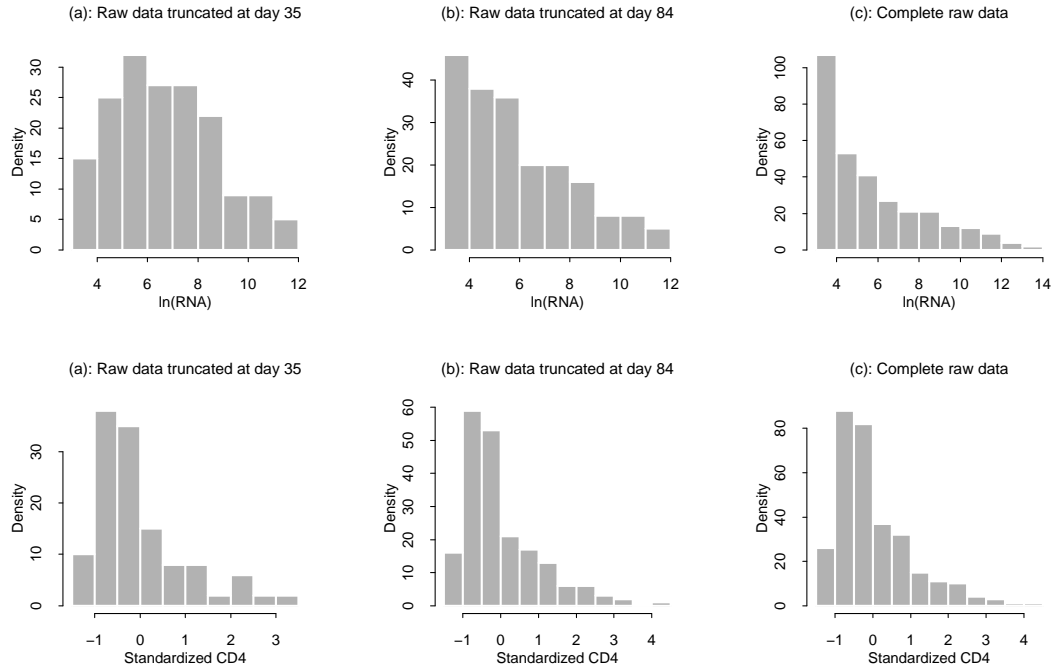 (a): Raw data truncated at day 35
(b): Raw data truncated at day 84
(c): Complete raw data
Density
0 5 10 15 20 25 30
4 6 8 10 12
ln(RNA)
Density
0 10 20 30 40
4 6 8 10 12
ln(RNA)
Density
0 20 40 60 80 100
4 6 8 10 12 14
ln(RNA)
(a): Raw data truncated at day 35
(b): Raw data truncated at day 84
(c): Complete raw data
Density
0 10 20 30
−1 0 1 2 3
Standardized CD4
Density
0 10 20 30 40 50 60
−1 0 1 2 3 4
Standardized CD4
Density
0 20 40 60 80
−1 0 1 2 3 4
Standardized CD4